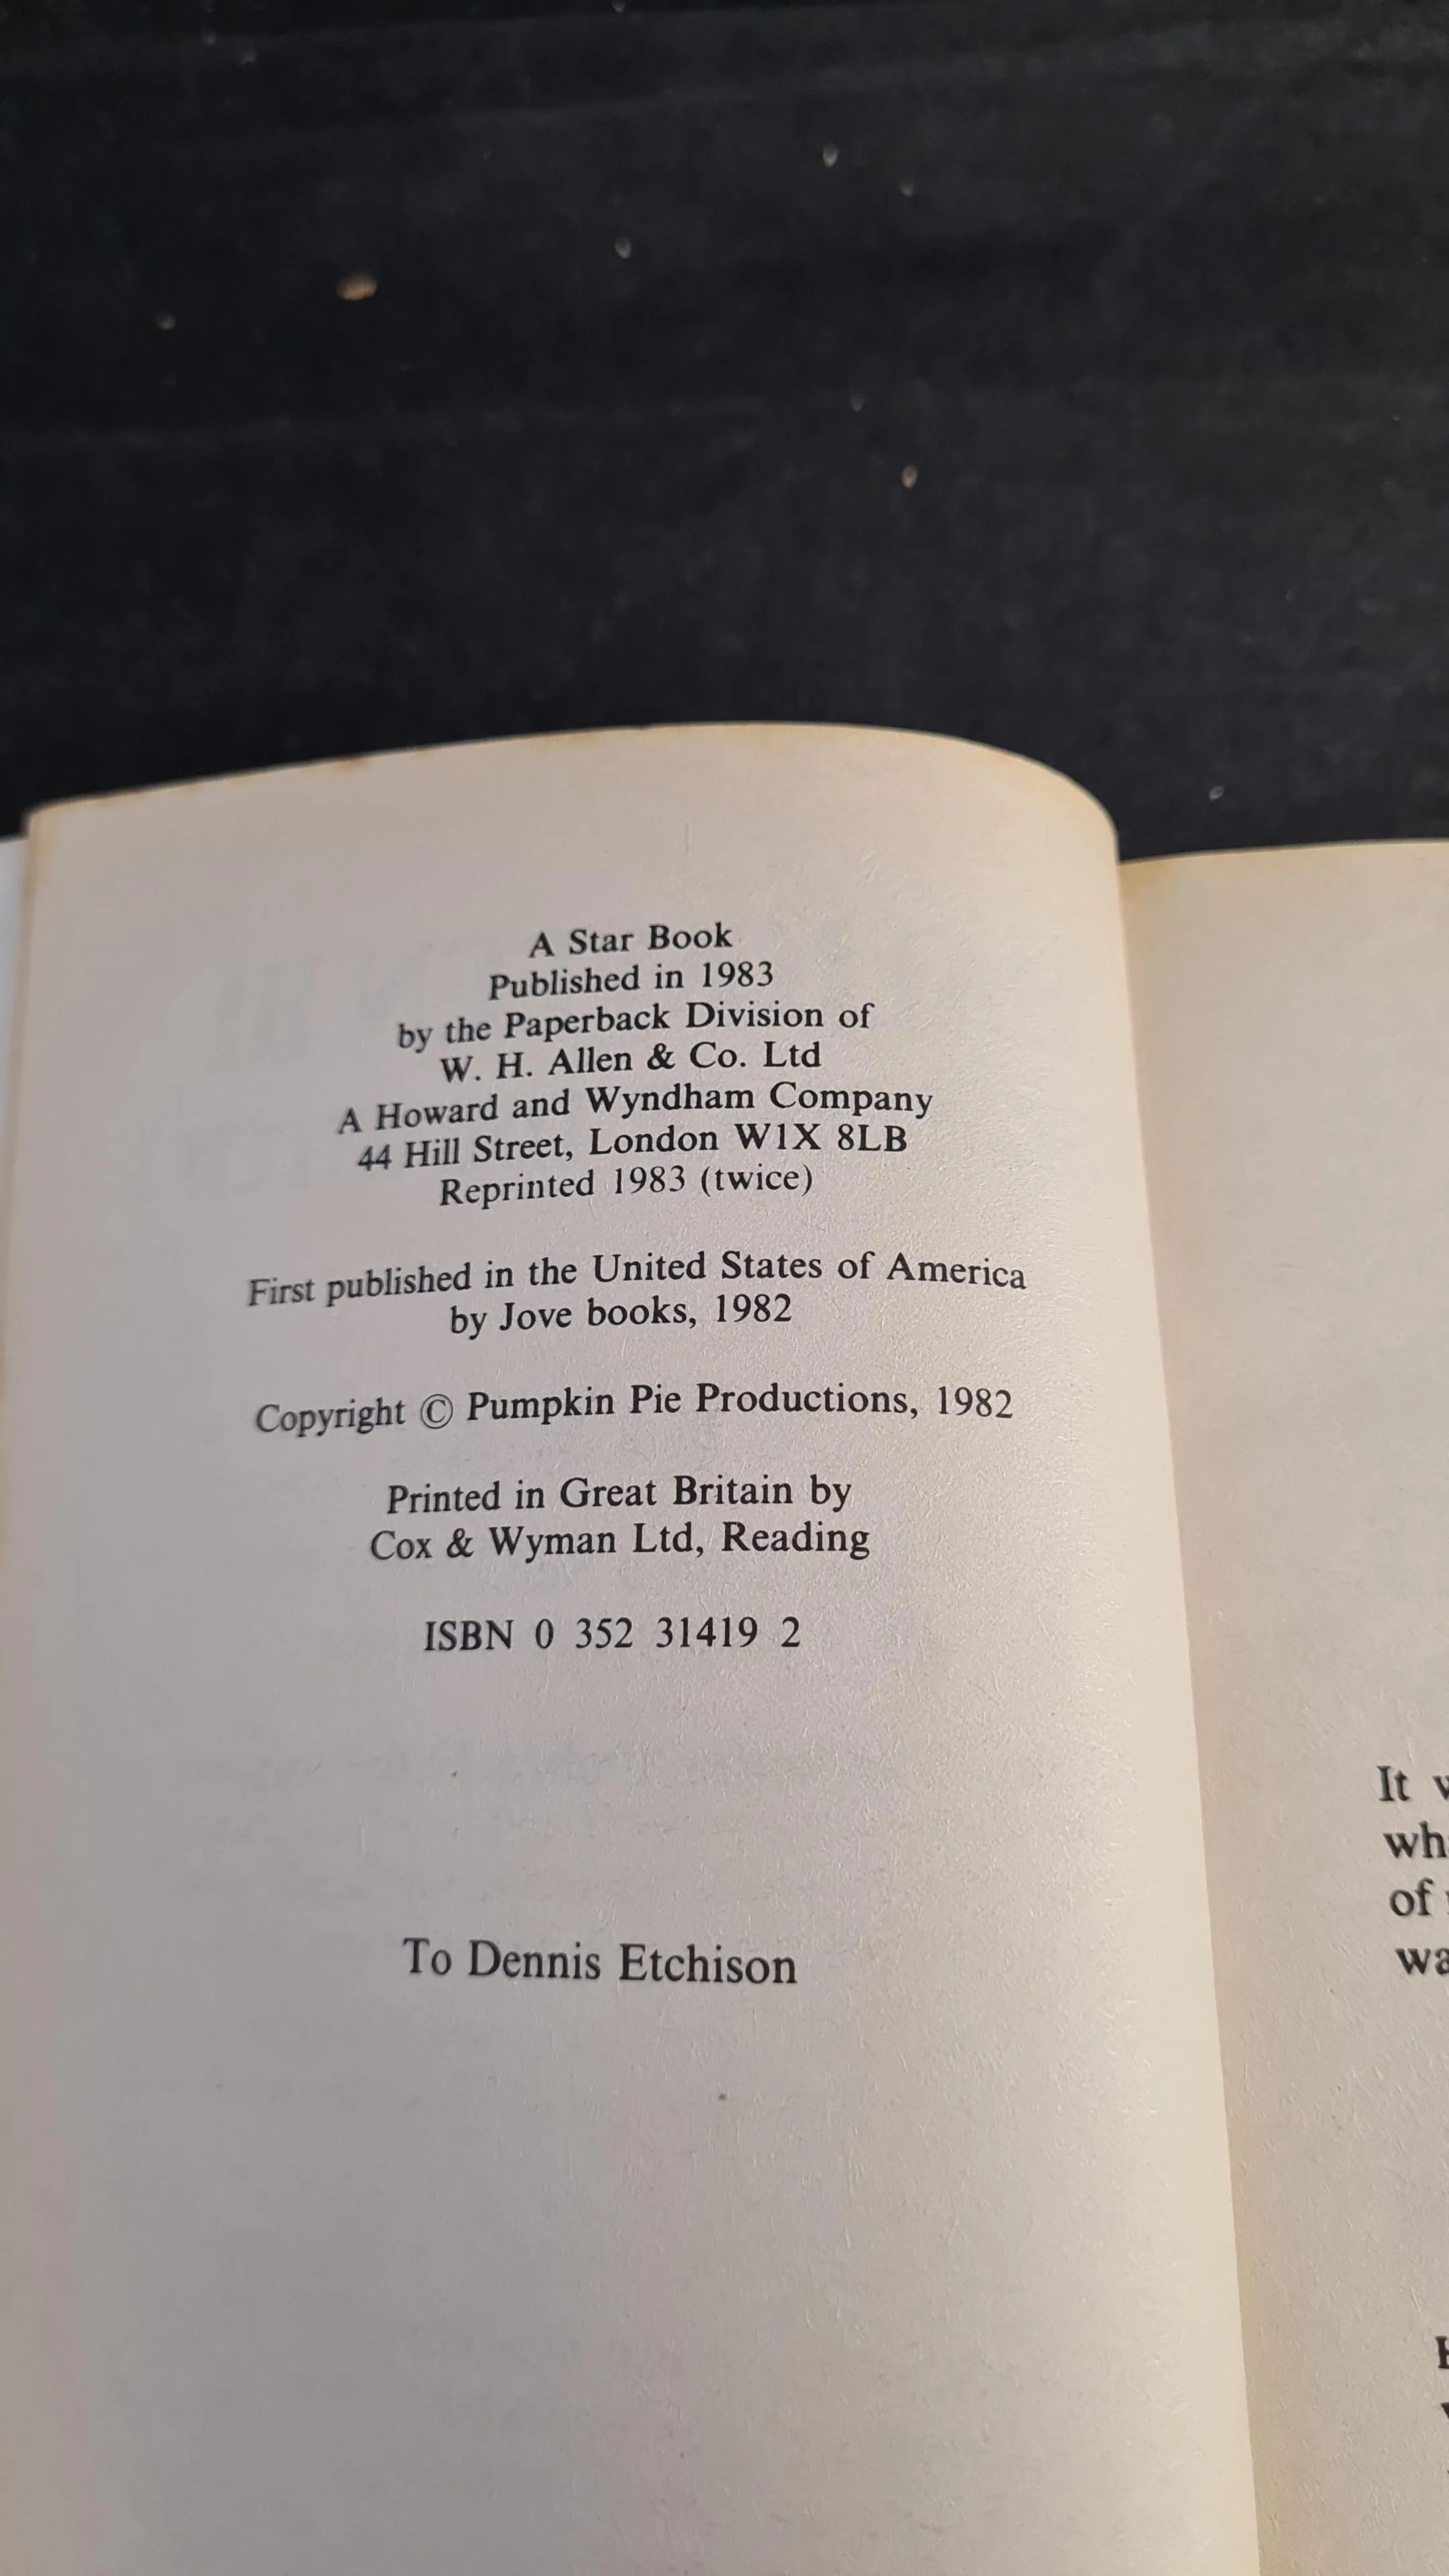 A Star Book
Published in 1983
by the Paperback Division of
W. H. Allen & Co. Ltd
A Howard and Wyndham Company
44 Hill Street, London W1X 8LB
Reprinted 1983 (twice)
First published in the United States of America
by Jove books, 1982
Copyright © Pumpkin Pie Productions, 1982
Printed in Great Britain by
Cox & Wyman Ltd, Reading
ISBN 0 352 31419 2
To Dennis Etchison
It
of